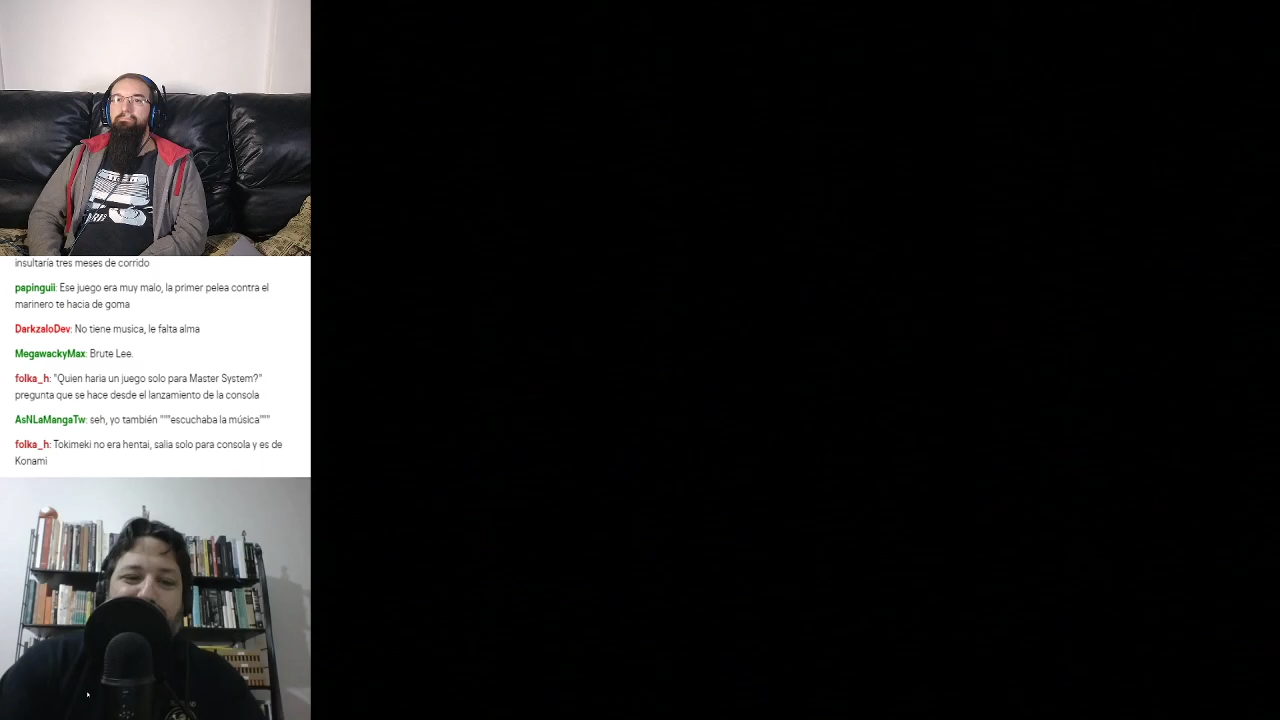 insultaría tres meses de corrido
papinguii: Ese juego era muy malo, la primer pelea contra el
marinero te hacia de goma
DarkzaloDev: No tiene musica, le falta alma
MegawackyMax: Brute Lee.
folka_h: "Quien haria un juego solo para Master System?"
pregunta que se hace desde el lanzamiento de la consola
AsNLaMangaTw: seh, yo también """escuchaba la música"""
folka_h: Tokimeki no era hentai, salia solo para consola y es de
Konami